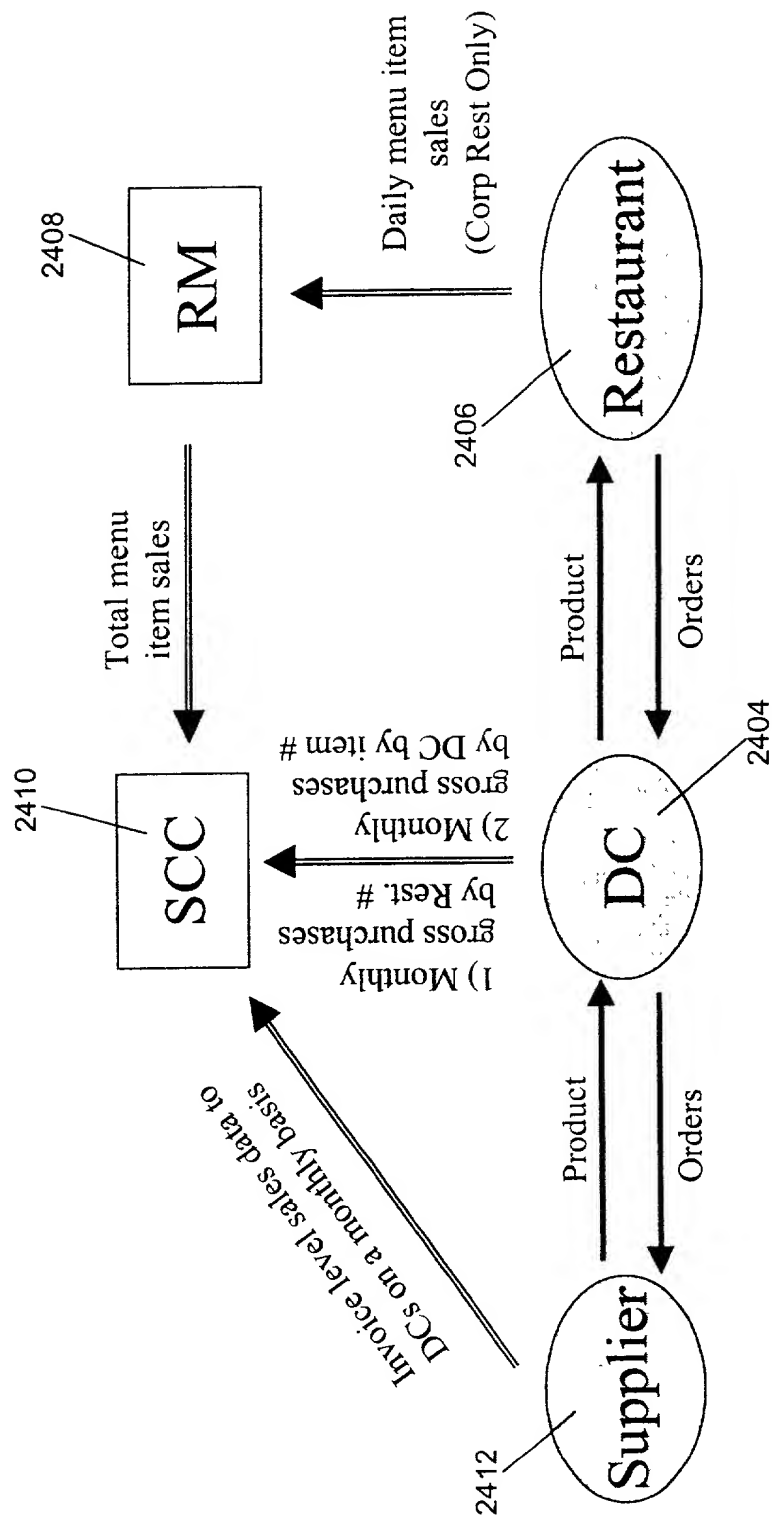 2410
SCC
Total menu
item sales
2408
RM
Invoice level sales data to
DCs on a monthly basis
1) Monthly
gross purchases
by Rest. #
2) Monthly
gross purchases
by DC by item #
Daily menu item
sales
(Corp Rest Only)
2412
Supplier
Product
Orders
DC
2404
Product
Orders
2406
Restaurant